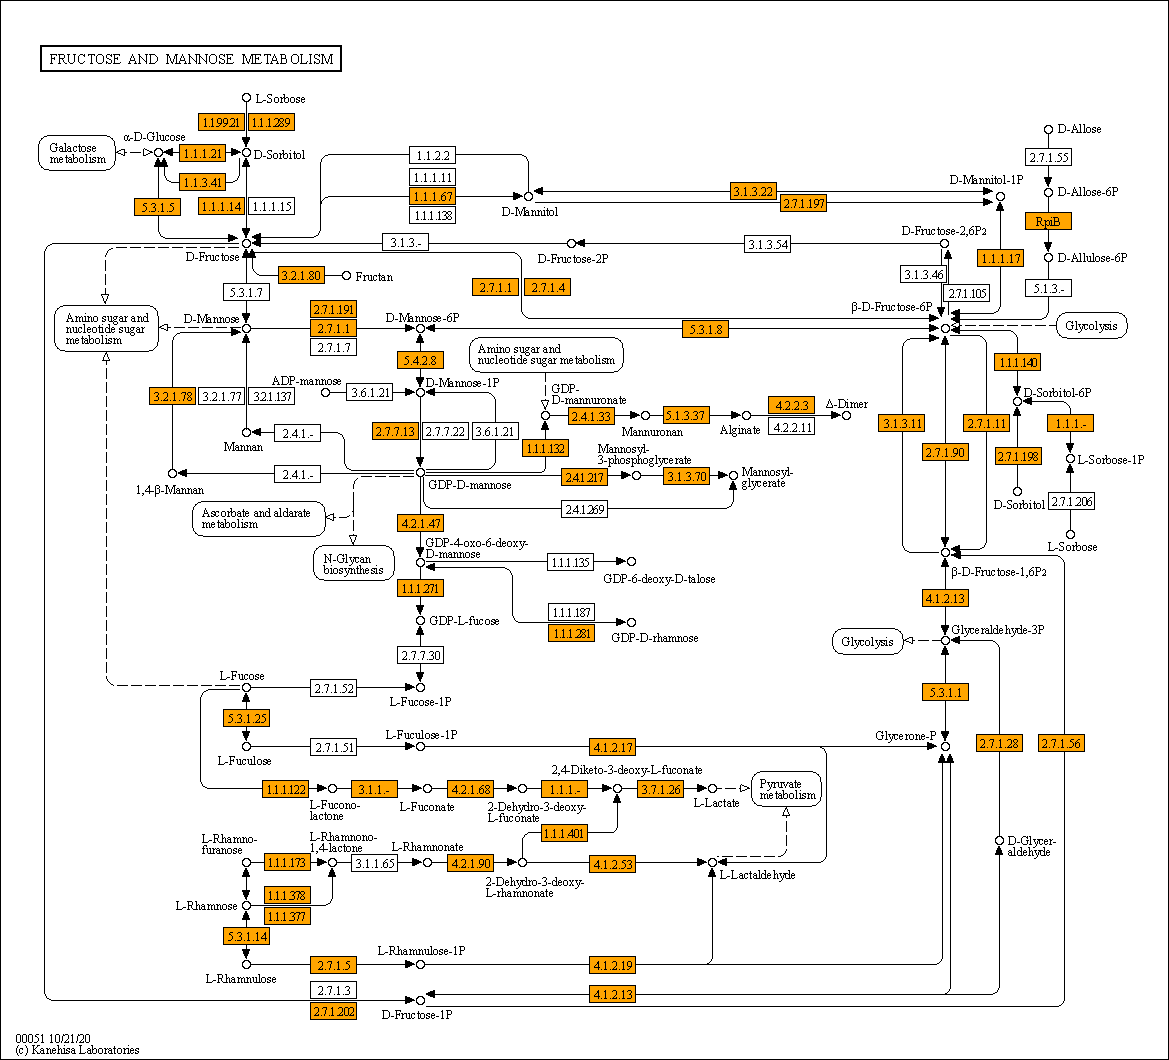 FRUCTOSE AND MANNOSE METABOLISM
L-Sorbose
1.1.99.21
1.1.1.289
α-D-Glucose
Galactose
metabolism
1.1.1.21
D-Sorbitol
1.1.3.41
5.3.1.5
1.1.1.14
1.1.1.15
1.1.2.2
1.1.1.11
1.1.1.67
1.1.1.138
D-Mannitol
3.1.3.22
2.7.1.197
D-Mannitol-1P
D-Allose
2.7.1.55
D-Allose-6P
RpiB
D-Allulose-6P
5.1.3.-
D-Fructose
3.1.3.-
D-Fructose-2P
3.1.3.54
D-Fructose-2,6P2
1.1.1.17
3.1.3.46
2.7.1.105
3.2.1.80
Fructan
5.3.1.7
2.7.1.1
2.7.1.4
β-D-Fructose-6P
Glycolysis
Amino sugar and
nucleotide sugar
metabolism
D-Mannose
2.7.1.191
2.7.1.1
2.7.1.7
D-Mannose-6P
5.3.1.8
5.4.2.8
Amino sugar and
nucleotide sugar metabolism
1.1.1.140
ADP-mannose
3.6.1.21
D-Mannose-1P
GDP-
D-mannuronate
3.2.1.78
3.2.1.77
3.2.1.137
2.4.1.33
Mannuronan
5.1.3.37
Alginate
4.2.2.3
4.2.2.11
Δ-Dimer
D-Sorbitol-6P
3.1.3.11
2.7.1.90
2.7.1.11
1.1.1.-
Mannan
2.4.1.-
2.7.7.13
2.7.7.22
3.6.1.21
1.1.1.132
Mannosyl-
3-phosphoglycerate
2.7.1.198
L-Sorbose-1P
1,4-β-Mannan
2.4.1.-
GDP-D-mannose
2.4.1.217
3.1.3.70
Mannosyl-
glycerate
D-Sorbitol
2.7.1.206
2.4.1.269
Ascorbate and aldarate
metabolism
4.2.1.47
L-Sorbose
N-Glycan
biosynthesis
GDP-4-oxo-6-deoxy-
D-mannose
1.1.1.135
GDP-6-deoxy-D-talose
β-D-Fructose-1,6P2
1.1.1.271
4.1.2.13
GDP-L-fucose
1.1.1.187
1.1.1.281
GDP-D-rhamnose
Glycolysis
Glyceraldehyde-3P
2.7.7.30
L-Fucose
2.7.1.52
L-Fucose-1P
5.3.1.1
5.3.1.25
L-Fuculose
2.7.1.51
L-Fuculose-1P
4.1.2.17
Glycerone-P
2.7.1.28
2.7.1.56
1.1.1.122
L-Fucono-
lactone
3.1.1.-
L-Fuconate
4.2.1.68
2-Dehydro-3-deoxy-
L-fuconate
1.1.1.-
2,4-Diketo-3-deoxy-L-fuconate
3.7.1.26
L-Lactate
Pyruvate
metabolism
1.1.1.401
L-Rhamno-
furanose
1.1.1.173
L-Rhamnono-
1,4-lactone
3.1.1.65
L-Rhamnonate
4.2.1.90
2-Dehydro-3-deoxy-
L-rhamnonate
4.1.2.53
L-Lactaldehyde
D-Glycer-
aldehyde
L-Rhamnose
1.1.1.378
1.1.1.377
5.3.1.14
L-Rhamnulose
2.7.1.5
L-Rhamnulose-1P
4.1.2.19
2.7.1.3
2.7.1.202
D-Fructose-1P
4.1.2.13
00051 10/21/20
(c) Kanehisa Laboratories